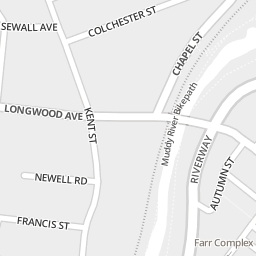 SEWALL AVE
COLCHESTER ST
CHAPEL ST
LONGWOOD AVE
KENT ST
Muddy River Bikepath
RIVERWAY
AUTUMN ST
NEWELL RD
FRANCIS ST
Farr Complex